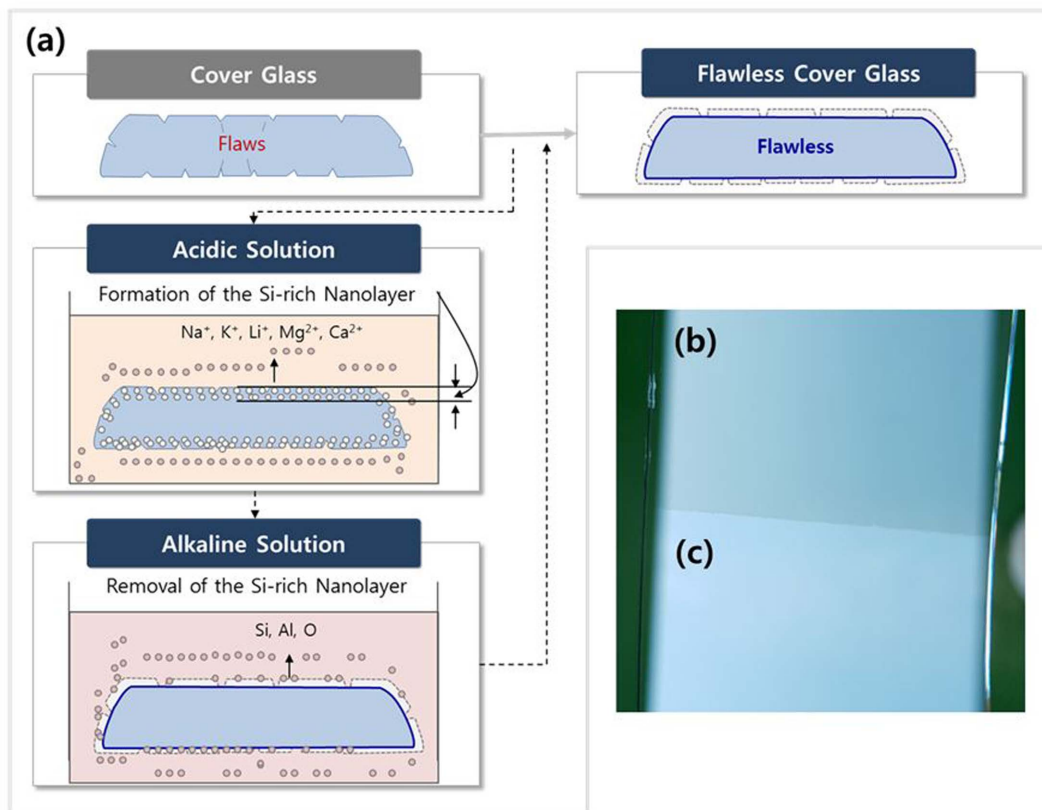 (a)
Cover Glass
Flaws
Flawless Cover Glass
Flawless
Acidic Solution
Formation of the Si-rich Nanolayer
Na⁺, K⁺, Li⁺, Mg²⁺, Ca²⁺
Alkaline Solution
Removal of the Si-rich Nanolayer
Si, Al, O
(b)
(c)